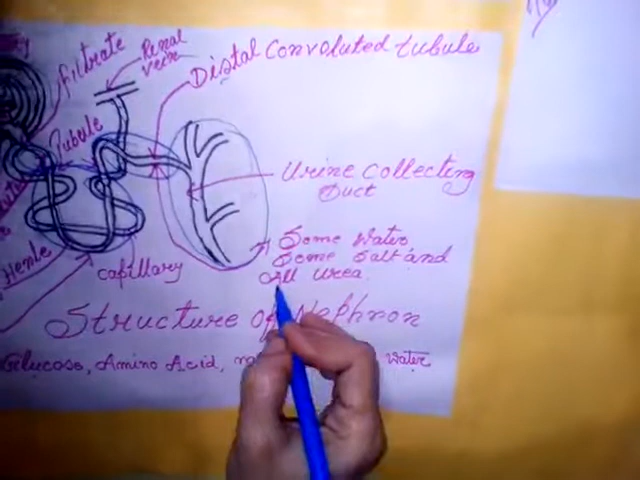 filtrate
Renal
vein
Distal Convoluted tubule
Tubule
Urine Collecting
Duct
Henle
Capillary
Some Water
Some Salt and
All Urea
Structure of Nephron
Glucose, Amino Acid,
Water